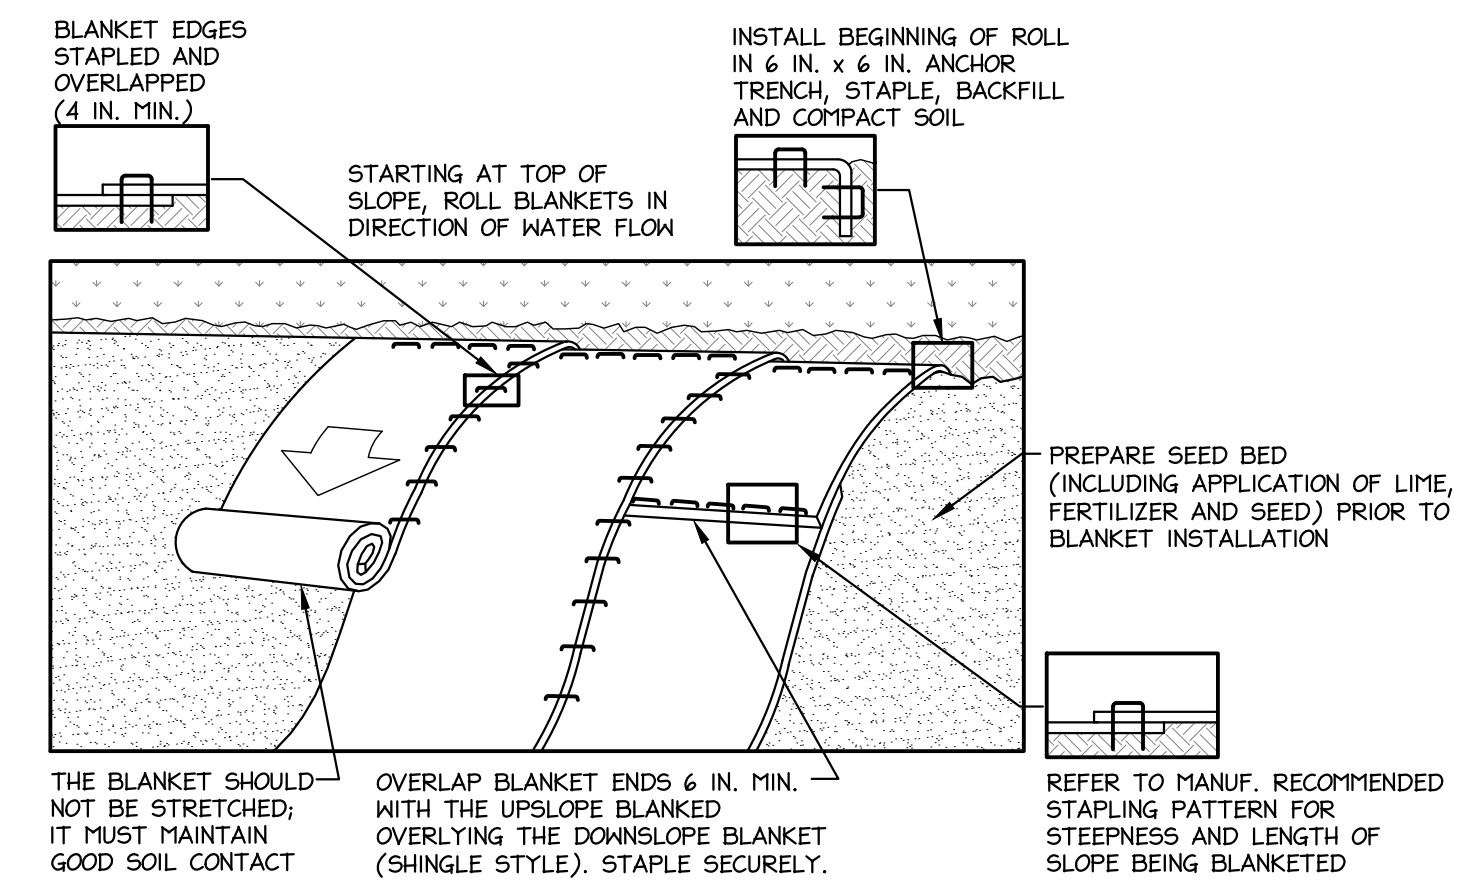 BLANKET EDGES
STAPLED AND
OVERLAPPED
(4 IN. MIN.)
STARTING AT TOP OF
SLOPE, ROLL BLANKETS IN
DIRECTION OF WATER FLOW
INSTALL BEGINNING OF ROLL
IN 6 IN. x 6 IN. ANCHOR
TRENCH, STAPLE, BACKFILL
AND COMPACT SOIL
PREPARE SEED BED
(INCLUDING APPLICATION OF LIME,
FERTILIZER AND SEED) PRIOR TO
BLANKET INSTALLATION
THE BLANKET SHOULD
NOT BE STRETCHED;
IT MUST MAINTAIN
GOOD SOIL CONTACT
OVERLAP BLANKET ENDS 6 IN. MIN.
WITH THE UPSLOPE BLANKED
OVERLYING THE DOWNSLOPE BLANKET
(SHINGLE STYLE). STAPLE SECURELY.
REFER TO MANUF. RECOMMENDED
STAPLING PATTERN FOR
STEEPNESS AND LENGTH OF
SLOPE BEING BLANKETED